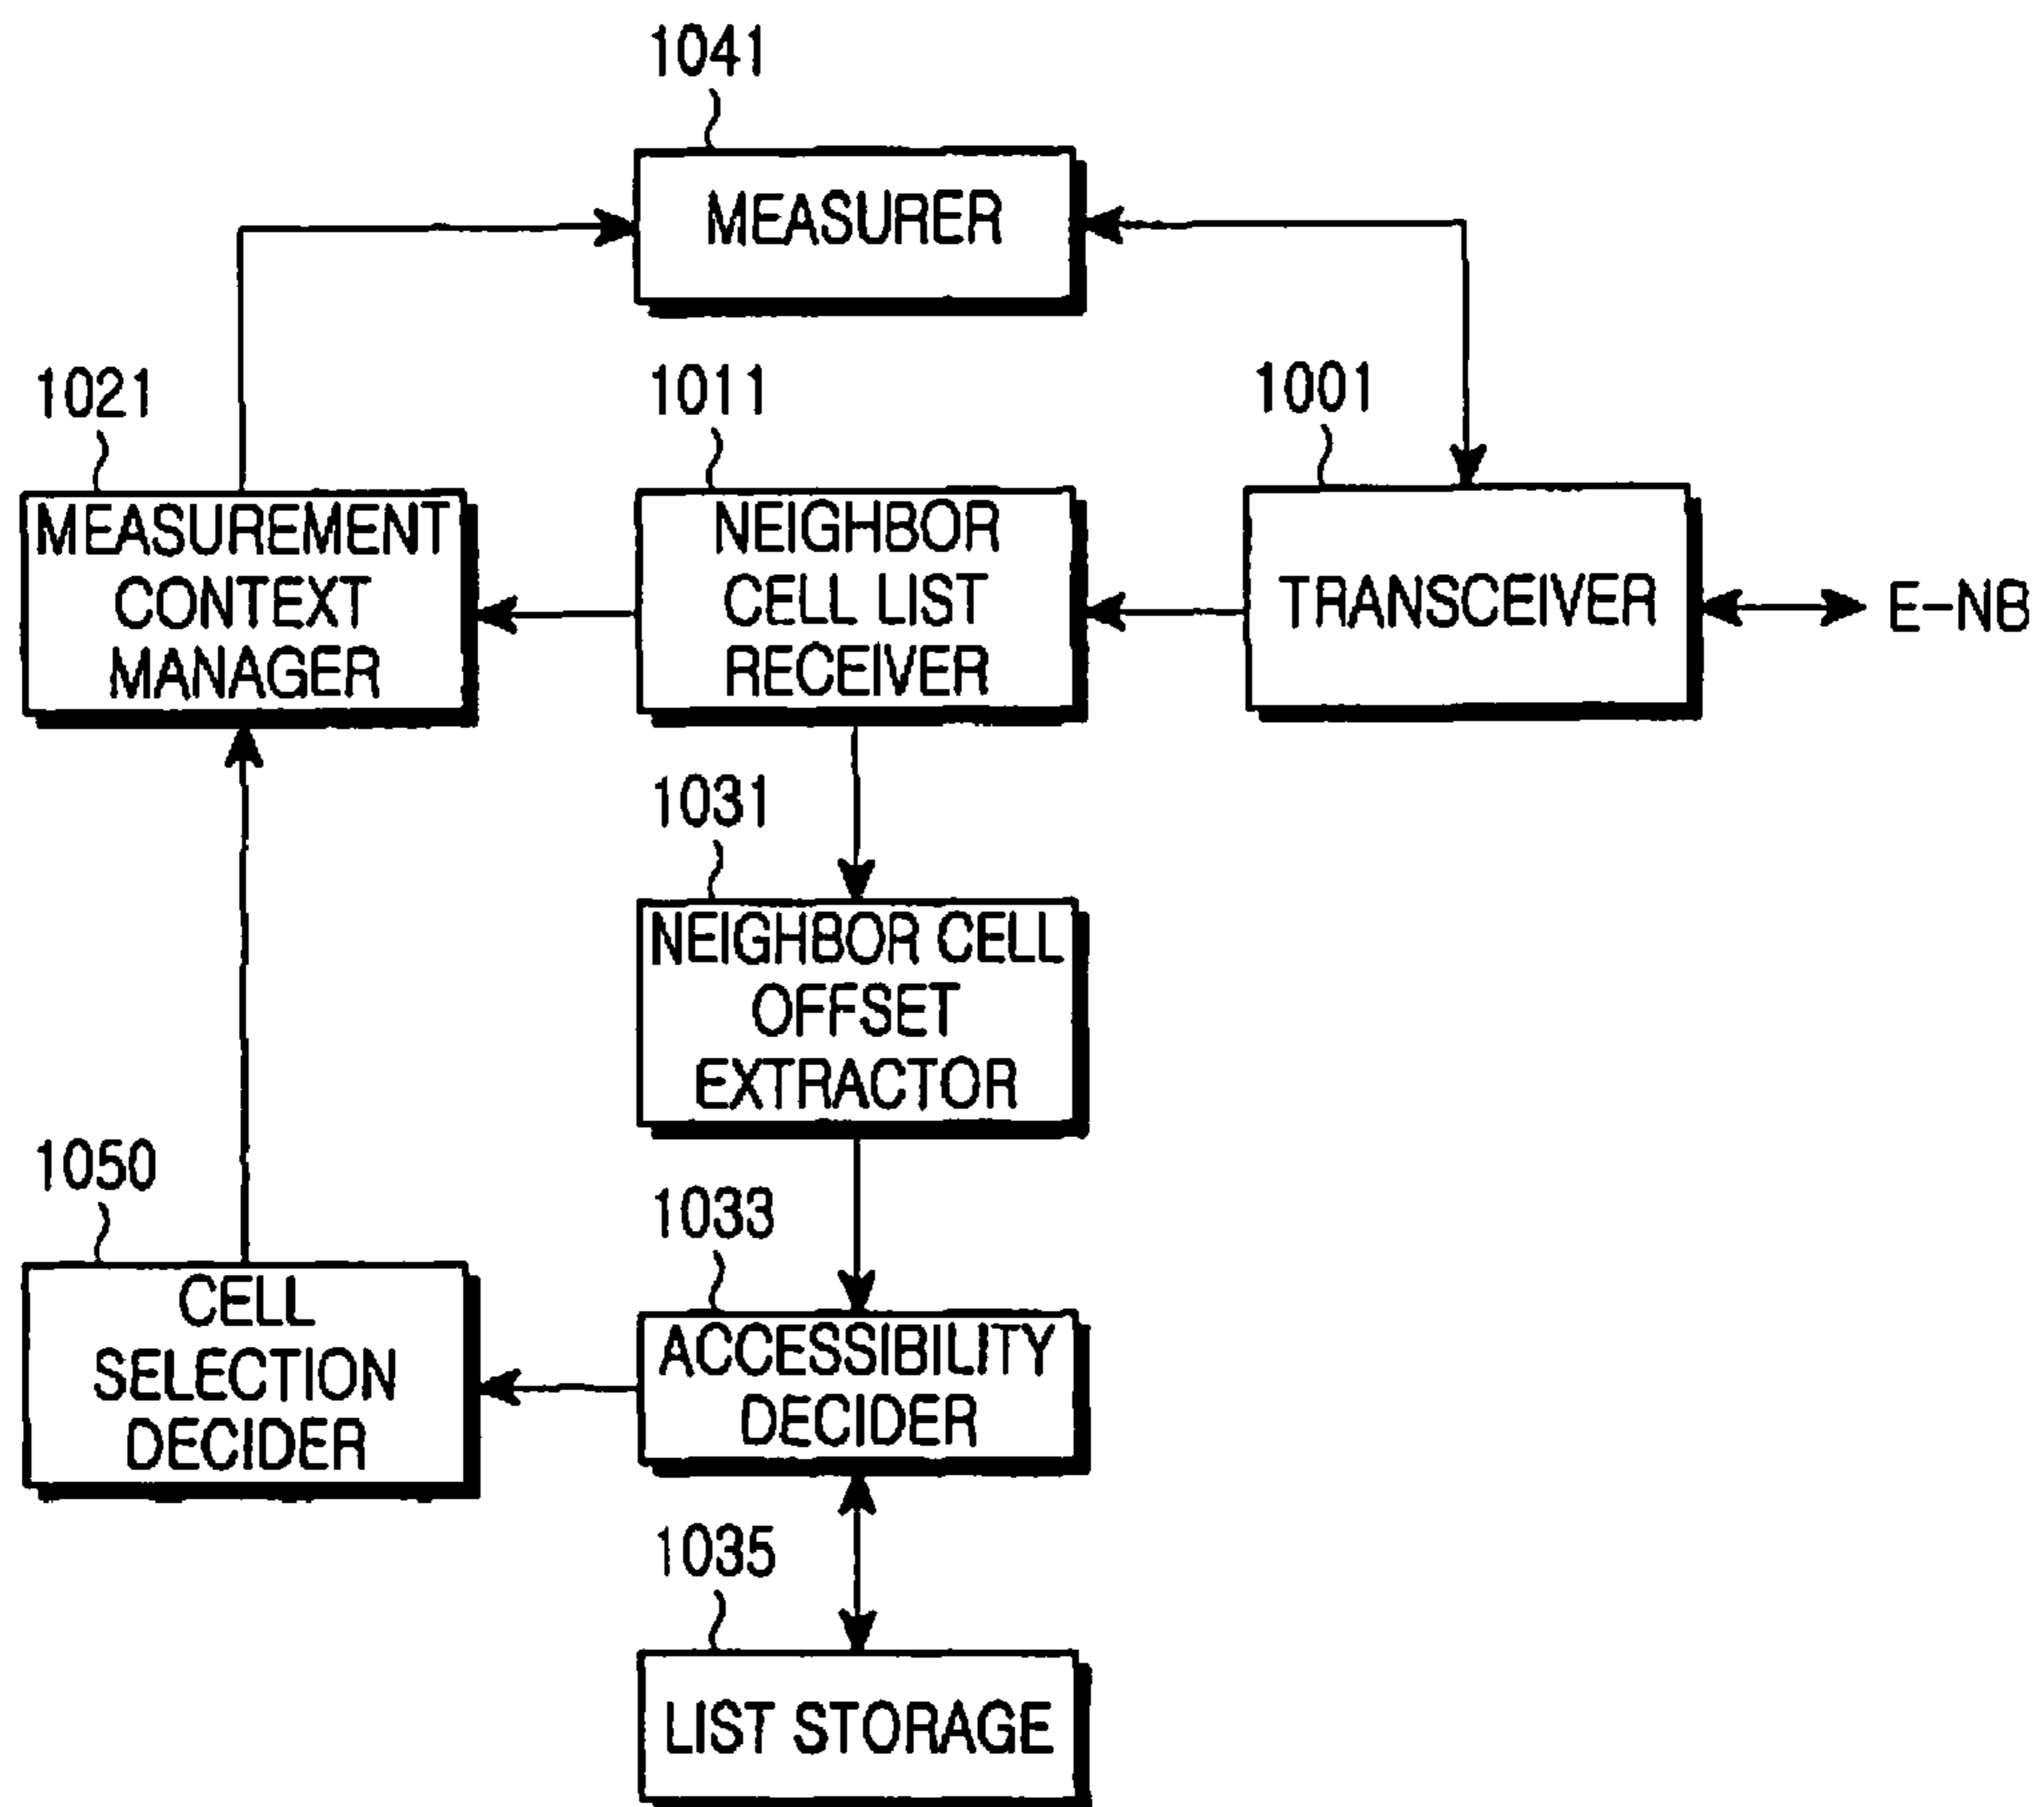 1041
MEASURER
1021
1011
1001
MEASUREMENT
CONTEXT
MANAGER
NEIGHBOR
CELL LIST
RECEIVER
TRANSCEIVER
E-NB
1031
NEIGHBOR CELL
OFFSET
EXTRACTOR
1050
1033
CELL
SELECTION
DECIDER
ACCESSIBILITY
DECIDER
1035
LIST STORAGE